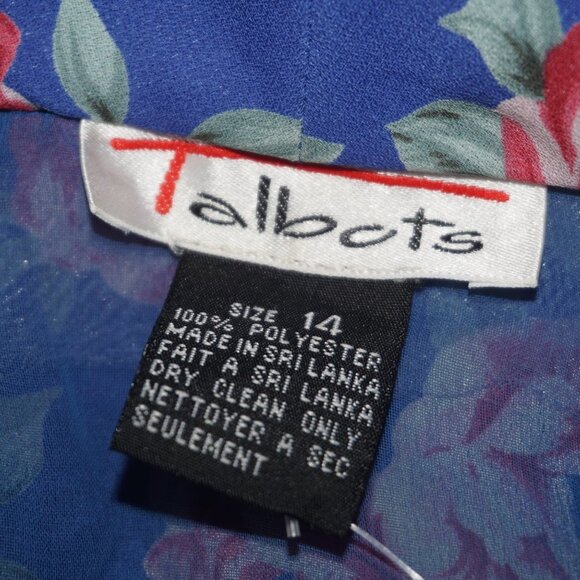 Talbots
SIZE 14
100% POLYESTER
MADE IN SRI LANKA
FAIT A SRI LANKA
DRY CLEAN ONLY
NETTOYER A SEC
SEULEMENT